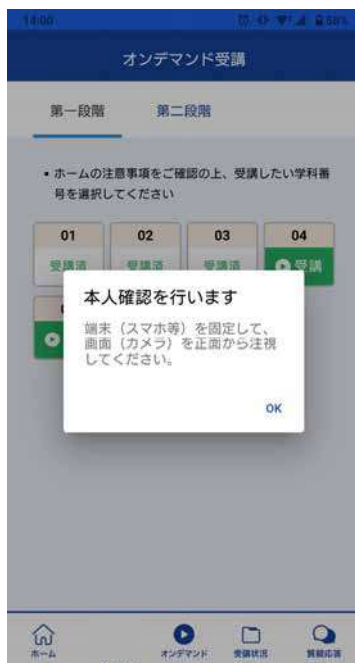 14:00
58%
オンデマンド受講
第一段階
第二段階
▪ ホームの注意事項をご確認の上、受講したい学科番
号を選択してください
01
02
03
04
受講済
受講済
受講済
受講
本人確認を行います
端末（スマホ等）を固定して、
画面（カメラ）を正面から注視
してください。
OK
ホーム
オンデマンド
受講状況
質疑応答